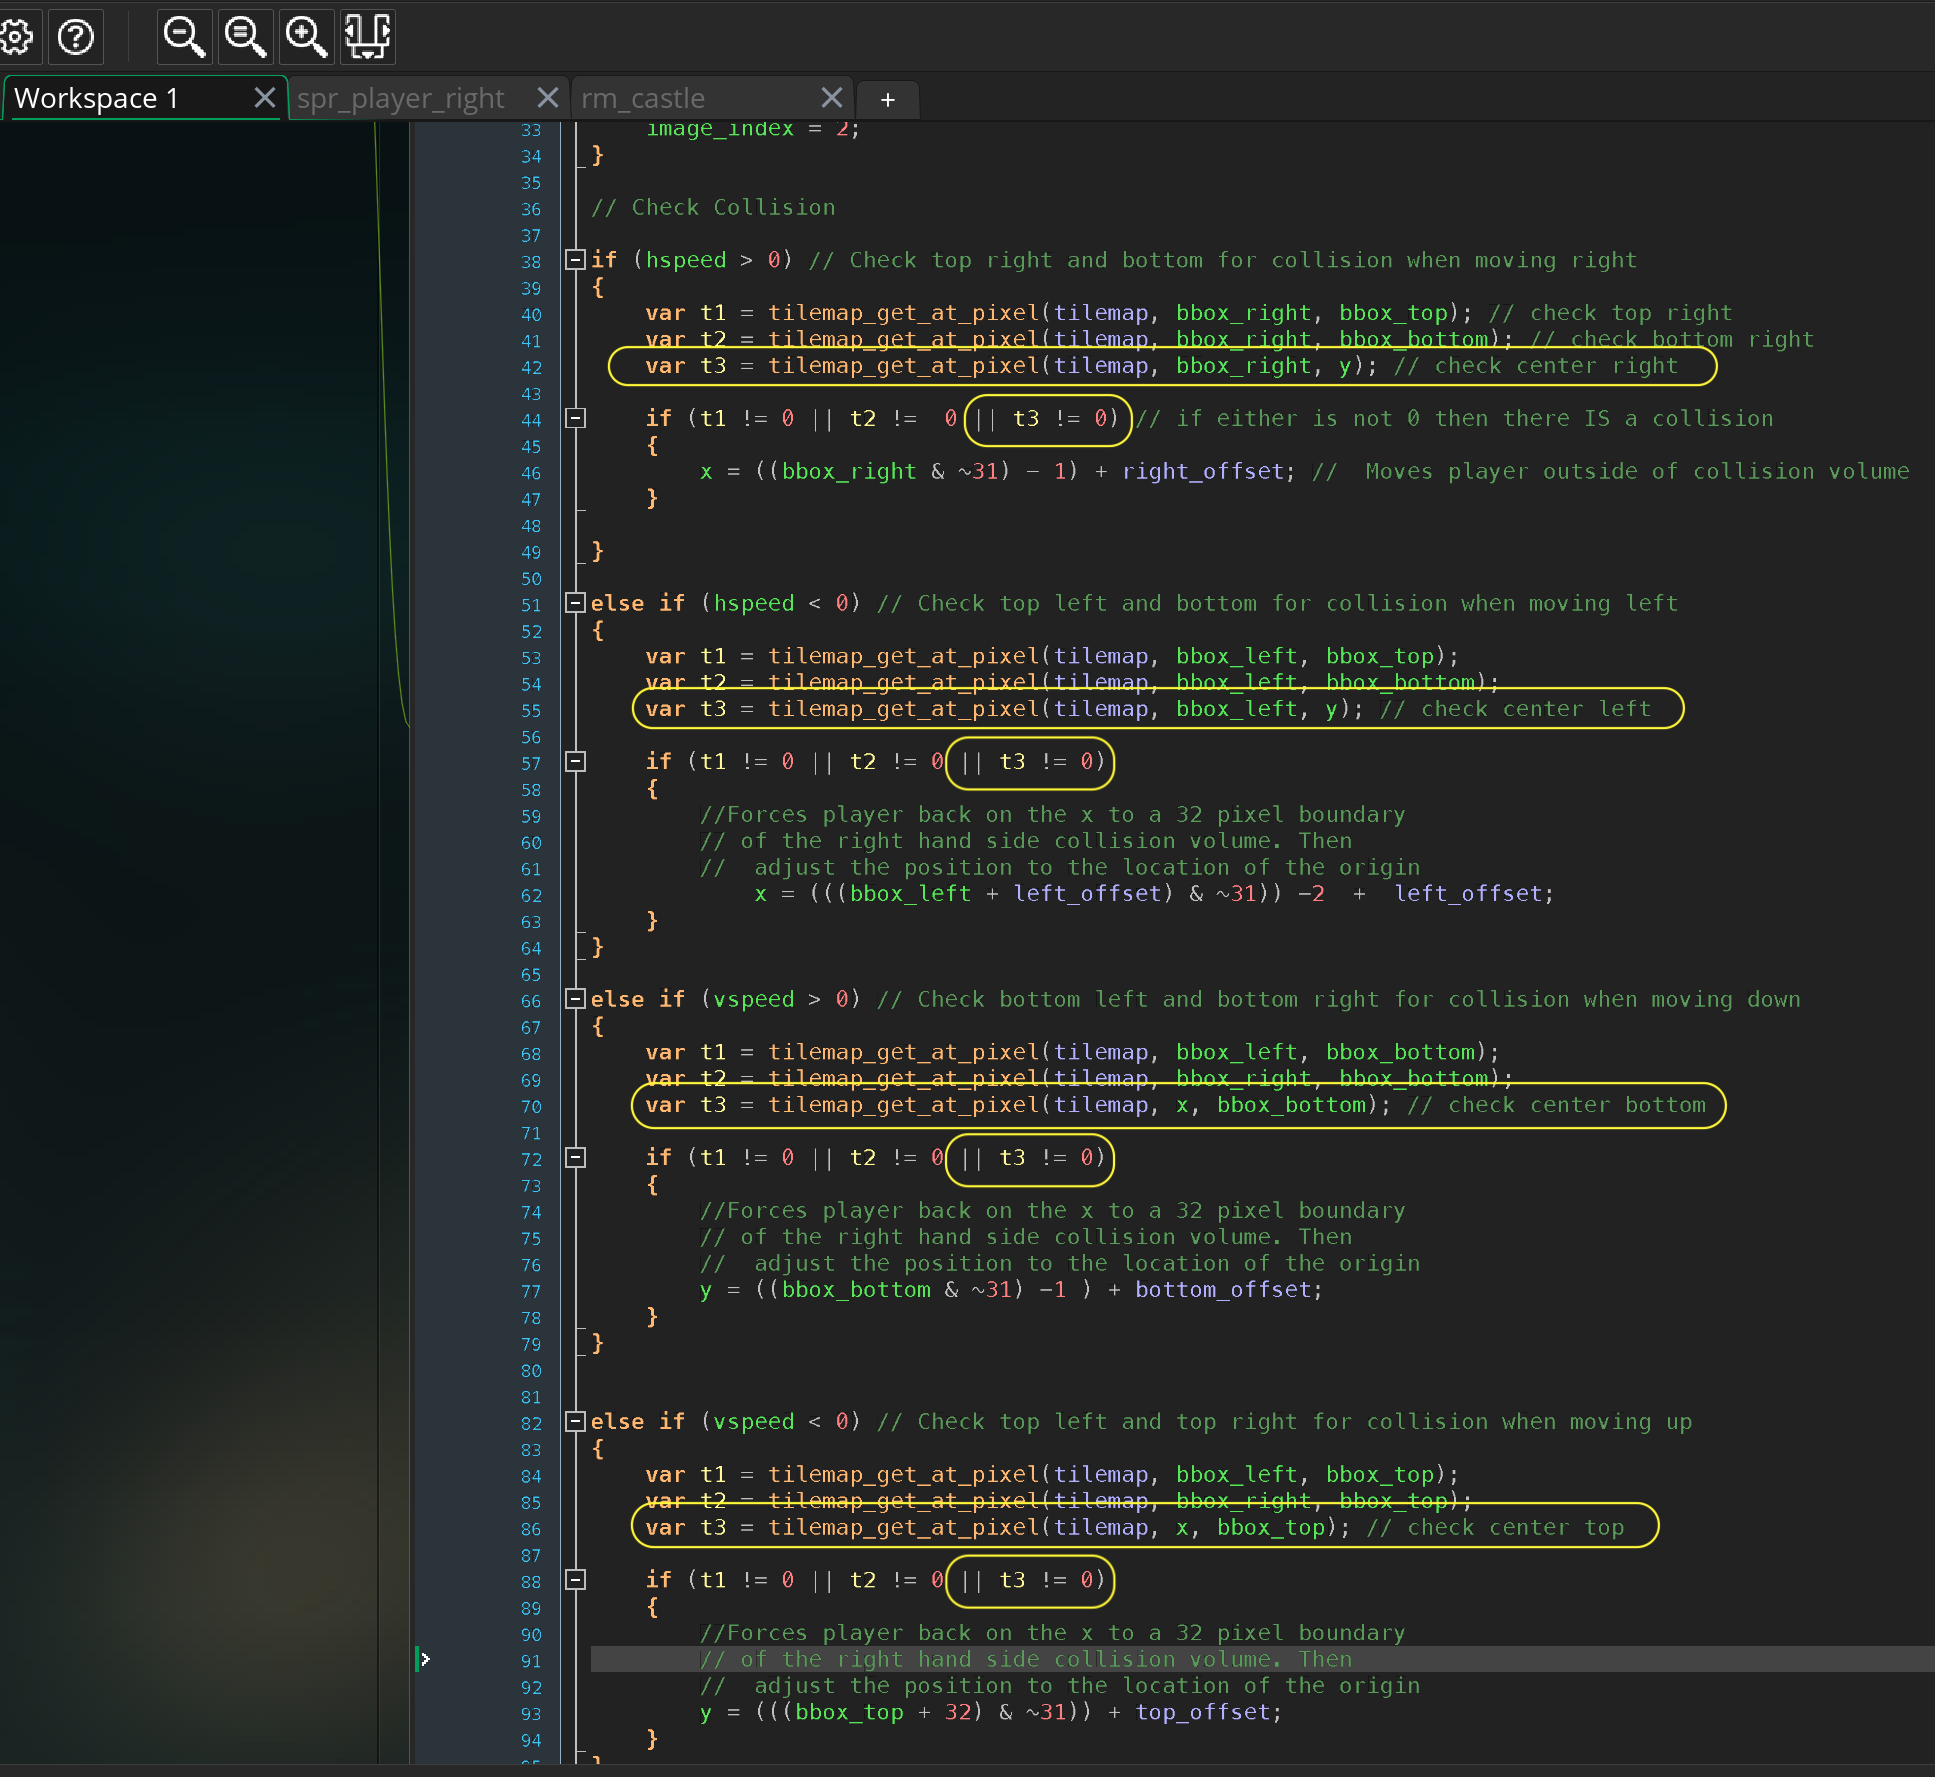 Workspace 1 spr_player_right rm_castle +
33 image_index = 2;
34 }
35
36 // Check Collision
37
38 if (hspeed > 0) // Check top right and bottom for collision when moving right
39 {
40 var t1 = tilemap_get_at_pixel(tilemap, bbox_right, bbox_top); // check top right
41 var t2 = tilemap_get_at_pixel(tilemap, bbox_right, bbox_bottom); // check bottom right
42 var t3 = tilemap_get_at_pixel(tilemap, bbox_right, y); // check center right
43
44 if (t1 != 0 || t2 !=  0 || t3 != 0) // if either is not 0 then there IS a collision
45 {
46 x = ((bbox_right & ~31) - 1) + right_offset; //  Moves player outside of collision volume
47 }
48
49 }
50
51 else if (hspeed < 0) // Check top left and bottom for collision when moving left
52 {
53 var t1 = tilemap_get_at_pixel(tilemap, bbox_left, bbox_top);
54 var t2 = tilemap_get_at_pixel(tilemap, bbox_left, bbox_bottom);
55 var t3 = tilemap_get_at_pixel(tilemap, bbox_left, y); // check center left
56
57 if (t1 != 0 || t2 != 0 || t3 != 0)
58 {
59 //Forces player back on the x to a 32 pixel boundary
60 // of the right hand side collision volume. Then
61 //  adjust the position to the location of the origin
62 x = (((bbox_left + left_offset) & ~31)) -2  +  left_offset;
63 }
64 }
65
66 else if (vspeed > 0) // Check bottom left and bottom right for collision when moving down
67 {
68 var t1 = tilemap_get_at_pixel(tilemap, bbox_left, bbox_bottom);
69 var t2 = tilemap_get_at_pixel(tilemap, bbox_right, bbox_bottom);
70 var t3 = tilemap_get_at_pixel(tilemap, x, bbox_bottom); // check center bottom
71
72 if (t1 != 0 || t2 != 0 || t3 != 0)
73 {
74 //Forces player back on the x to a 32 pixel boundary
75 // of the right hand side collision volume. Then
76 //  adjust the position to the location of the origin
77 y = ((bbox_bottom & ~31) -1 ) + bottom_offset;
78 }
79 }
80
81
82 else if (vspeed < 0) // Check top left and top right for collision when moving up
83 {
84 var t1 = tilemap_get_at_pixel(tilemap, bbox_left, bbox_top);
85 var t2 = tilemap_get_at_pixel(tilemap, bbox_right, bbox_top);
86 var t3 = tilemap_get_at_pixel(tilemap, x, bbox_top); // check center top
87
88 if (t1 != 0 || t2 != 0 || t3 != 0)
89 {
90 //Forces player back on the x to a 32 pixel boundary
91 // of the right hand side collision volume. Then
92 //  adjust the position to the location of the origin
93 y = (((bbox_top + 32) & ~31)) + top_offset;
94 }